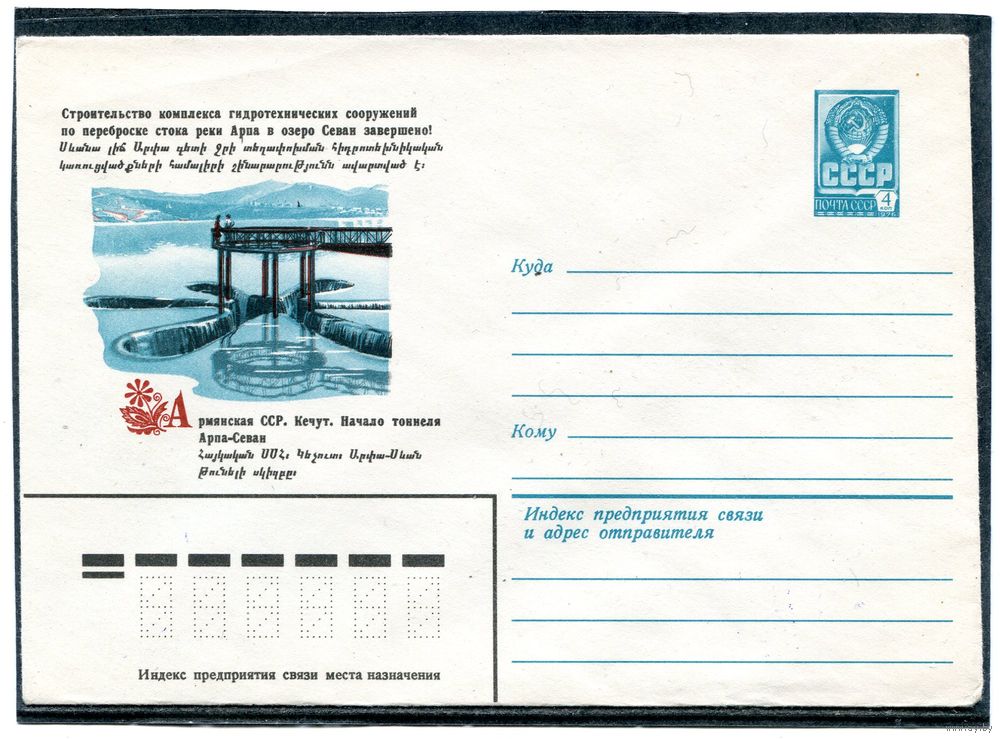 Строительство комплекса гидротехнических сооружений
по переброске стока реки Арпа в озеро Севан завершено!
Սևանա լիճ Արփա գետի ջրի տեղափոխման հիդրոտեխնիկական
կառուցվածքների համալիրի շինարարությունն ավարտված է։
Армянская ССР. Кечут. Начало тоннеля
Арпа-Севан
Հայկական ՍՍՀ։ Կեչուտ։ Արփա-Սևան
թունելի սկիզբը։
СССР
ПОЧТА СССР 4 КОП
1976
Куда
Кому
Индекс предприятия связи
и адрес отправителя
Индекс предприятия связи места назначения